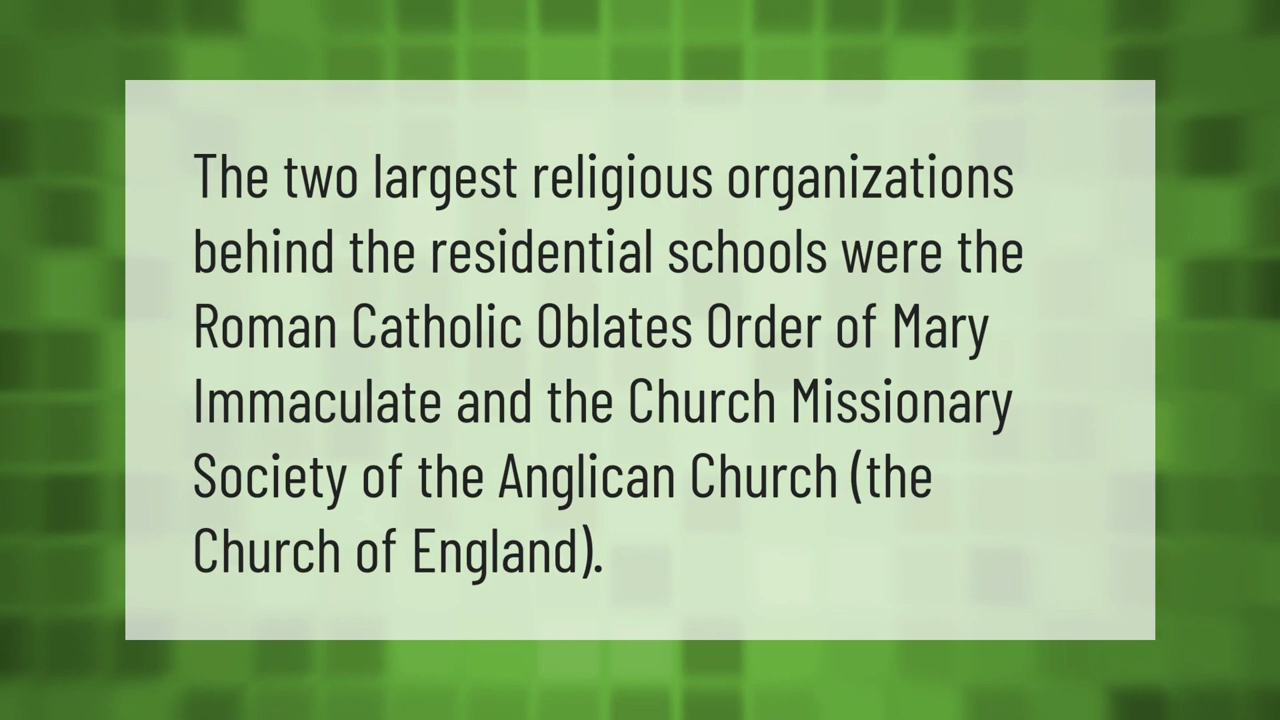 The two largest religious organizations
behind the residential schools were the
Roman Catholic Oblates Order of Mary
Immaculate and the Church Missionary
Society of the Anglican Church (the
Church of England).